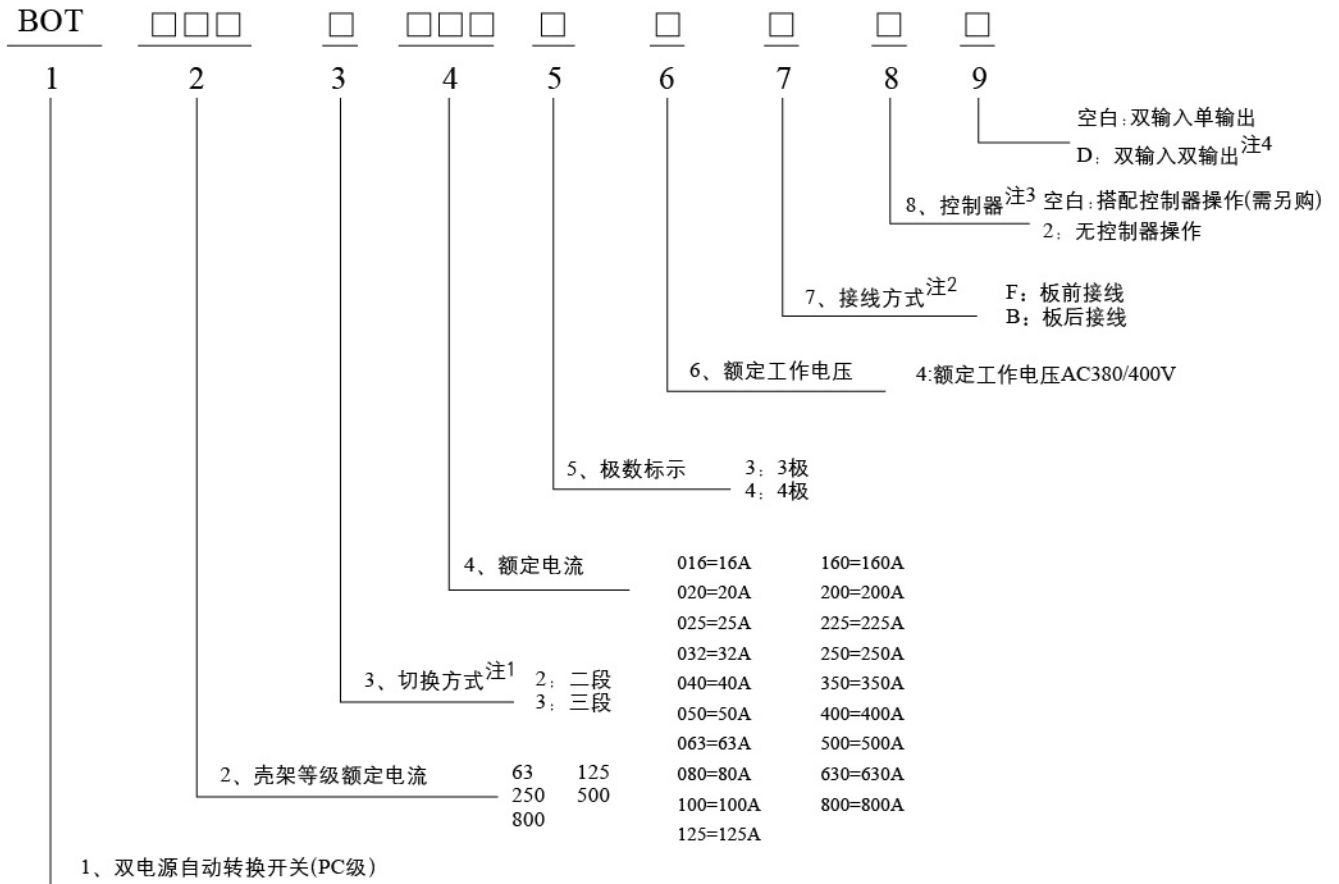 BOT □□□ □ □□□ □ □ □ □ □
1 2 3 4 5 6 7 8 9
空白:双输入单输出
D：双输入双输出注4
8、控制器注3 空白:搭配控制器操作(需另购)
2：无控制器操作
7、接线方式注2 F：板前接线
B：板后接线
6、额定工作电压 4:额定工作电压AC380/400V
5、极数标示 3：3极
4：4极
4、额定电流 016=16A 160=160A
020=20A 200=200A
025=25A 225=225A
032=32A 250=250A
040=40A 350=350A
050=50A 400=400A
063=63A 500=500A
080=80A 630=630A
100=100A 800=800A
125=125A
3、切换方式注1 2：二段
3：三段
2、壳架等级额定电流 63 125
250 500
800
1、双电源自动转换开关(PC级)